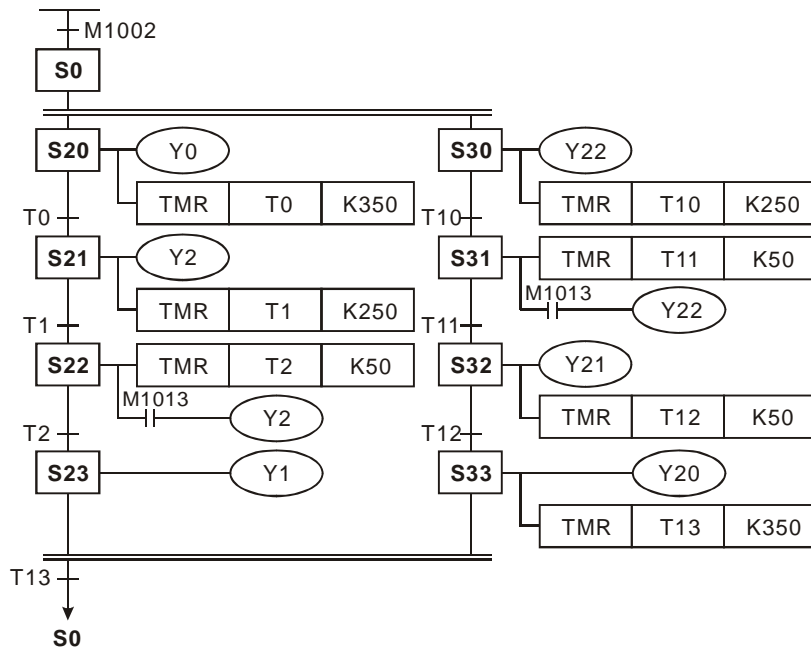 M1002
S0
S20 Y0 S30 Y22
TMR T0 K350 TMR T10 K250
T0 T10
S21 Y2 S31 TMR T11 K50
M1013 Y22
TMR T1 K250
T1 T11
S22 TMR T2 K50 S32 Y21
M1013 Y2 TMR T12 K50
T2 T12
S23 Y1 S33 Y20
TMR T13 K350
T13
S0